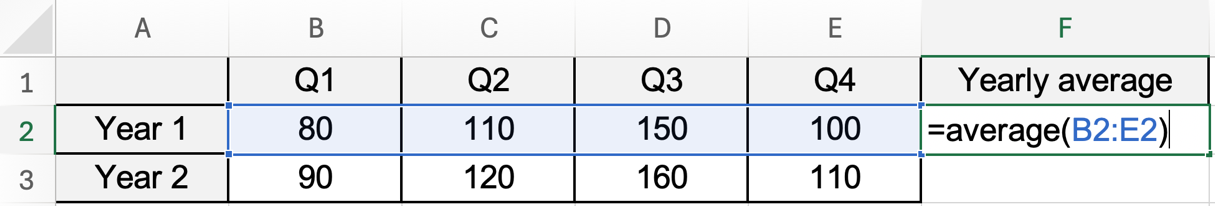 A B C D E F
1 Q1 Q2 Q3 Q4 Yearly average
2 Year 1 80 110 150 100 =average(B2:E2)
3 Year 2 90 120 160 110